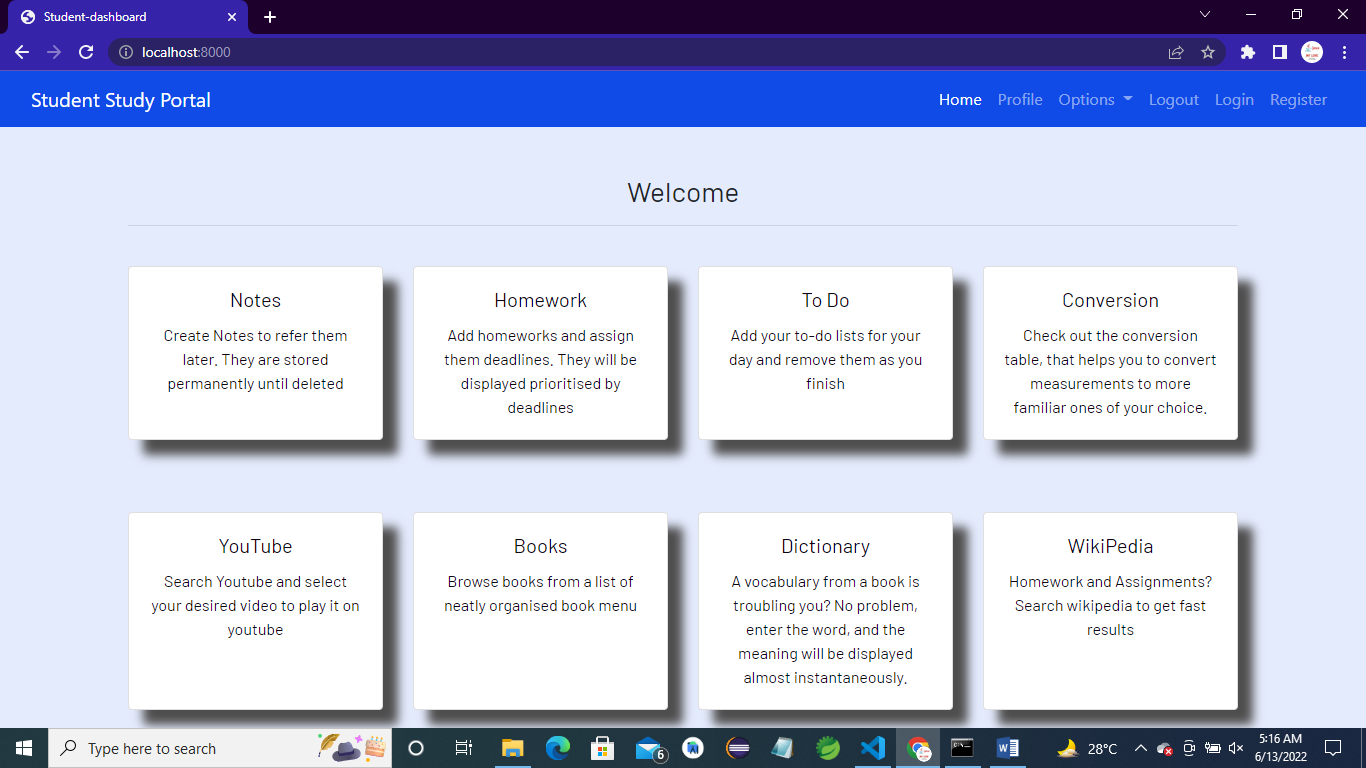 Student-dashboard
localhost:8000
Student Study Portal
Home Profile Options Logout Login Register
Welcome
Notes
Create Notes to refer them
later. They are stored
permanently until deleted
Homework
Add homeworks and assign
them deadlines. They will be
displayed prioritised by
deadlines
To Do
Add your to-do lists for your
day and remove them as you
finish
Conversion
Check out the conversion
table, that helps you to convert
measurements to more
familiar ones of your choice.
YouTube
Search Youtube and select
your desired video to play it on
youtube
Books
Browse books from a list of
neatly organised book menu
Dictionary
A vocabulary from a book is
troubling you? No problem,
enter the word, and the
meaning will be displayed
almost instantaneously.
WikiPedia
Homework and Assignments?
Search wikipedia to get fast
results
Type here to search
6
28°C
5:16 AM
6/13/2022